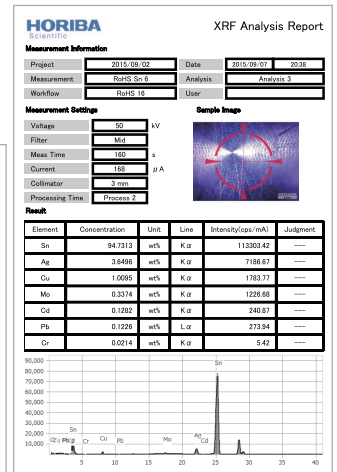 HORIBA
Scientific
XRF Analysis Report
Measurement Information
Project 2015/09/02 Date 2015/09/07 20:38
Measurement RoHS Sn 6 Analysis Analysis 3
Workflow RoHS 16 User
Measurement Settings Sample Image
Voltage 50 kV
Filter Mid
Meas Time 160 s
Current 168 μA
Collimator 3 mm
Processing Time Process 2
Result
Element Concentration Unit Line Intensity(cps/mA) Judgment
Sn 94.7313 wt% Kα 113303.42 ---
Ag 3.6496 wt% Kα 7186.67 ---
Cu 1.0095 wt% Kα 1783.77 ---
Mo 0.3374 wt% Kα 1226.68 ---
Cd 0.1282 wt% Kα 240.87 ---
Pb 0.1226 wt% Lα 273.94 ---
Cr 0.0214 wt% Kα 5.42 ---
90,000
80,000
70,000
60,000
50,000
40,000
30,000
20,000
10,000
Sn
Sn
Cr Cu Pb Mo Ag Cd
5 10 15 20 25 30 35 40